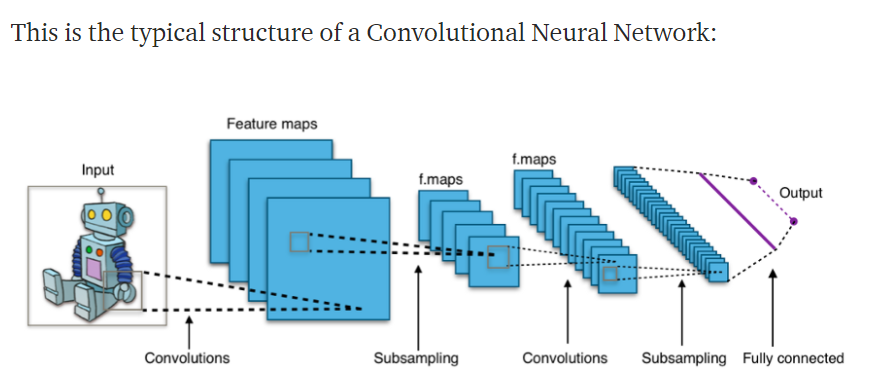 This is the typical structure of a Convolutional Neural Network:
Feature maps
Input
f.maps
f.maps
Output
Convolutions
Subsampling
Convolutions
Subsampling
Fully connected